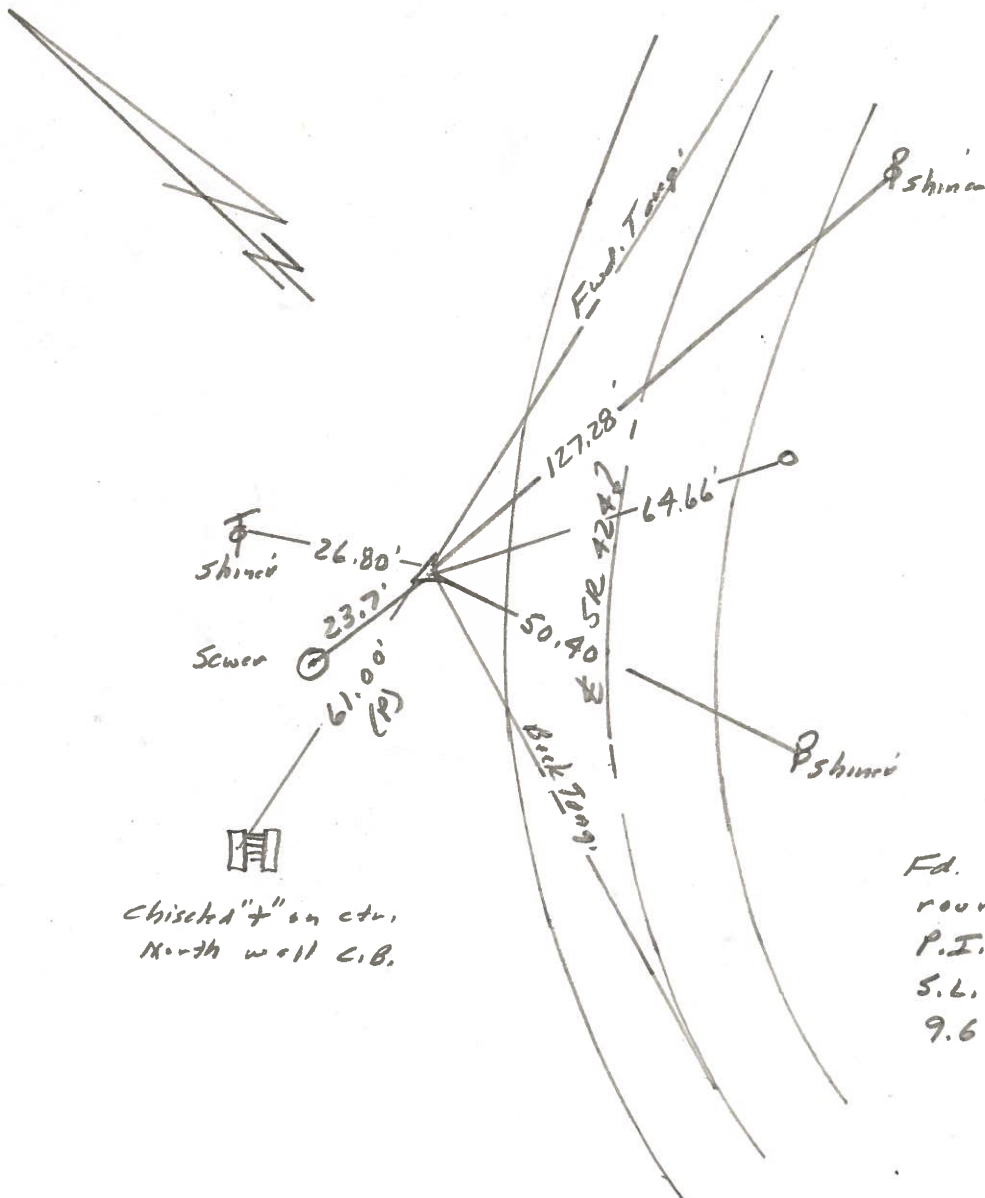 shiner
Fwd. Tang.
127.28'
64.66'
26.80'
shiner
23.7'
50.40
℄ SR 424
Sewer
61.00'
(P)
shiner
Back Tang.
Chiseled "+" on ctr.
North wall C.B.
Fd.
P.I.
S.L.
9.6